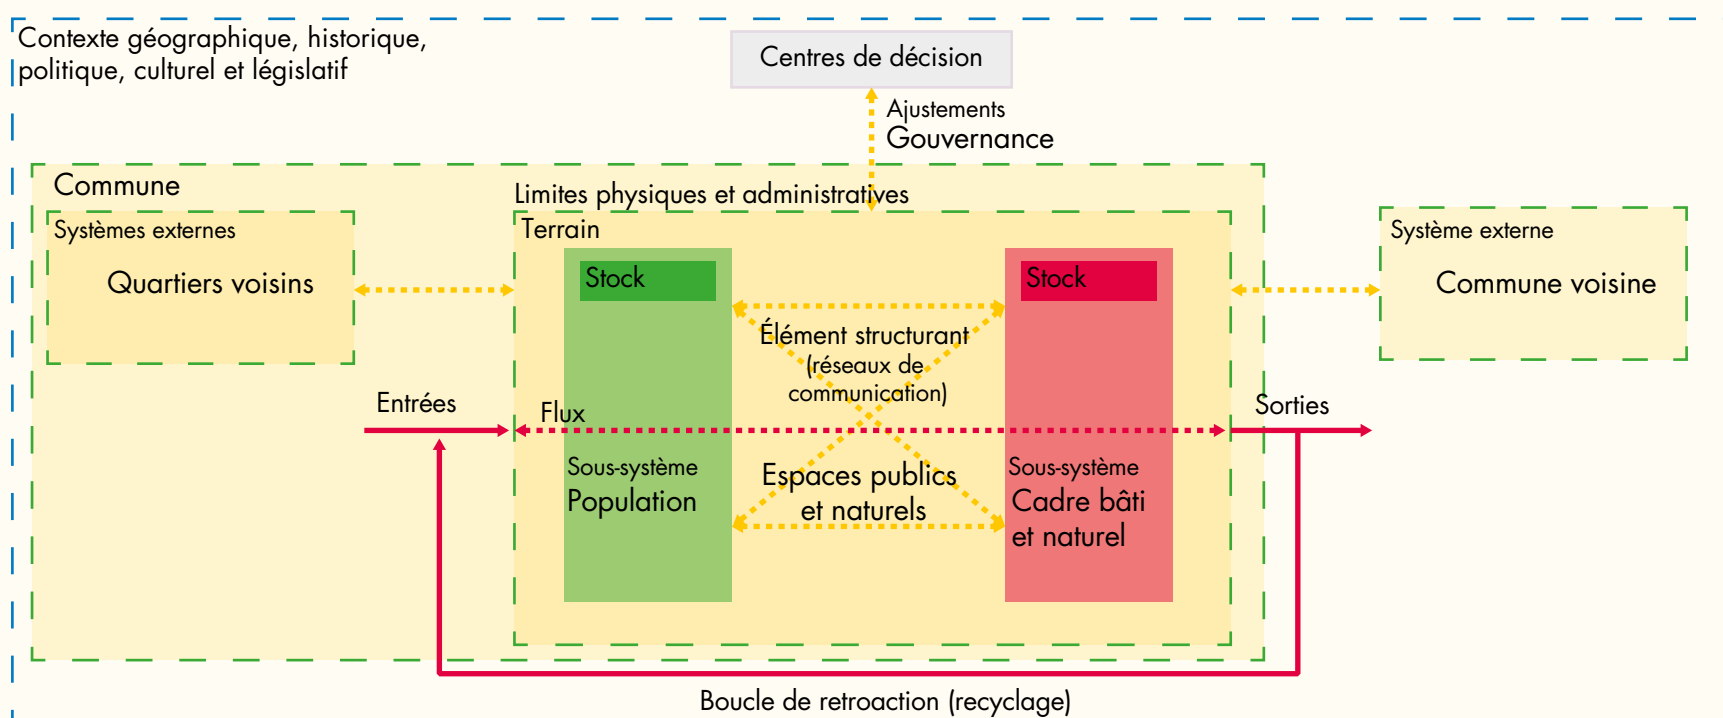 Contexte géographique, historique,
politique, culturel et législatif
Centres de décision
Ajustements
Gouvernance
Commune
Limites physiques et administratives
Systèmes externes
Quartiers voisins
Terrain
Stock
Stock
Système externe
Commune voisine
Élément structurant
(réseaux de
communication)
Entrées
Flux
Sorties
Sous-système
Population
Espaces publics
et naturels
Sous-système
Cadre bâti
et naturel
Boucle de retroaction (recyclage)